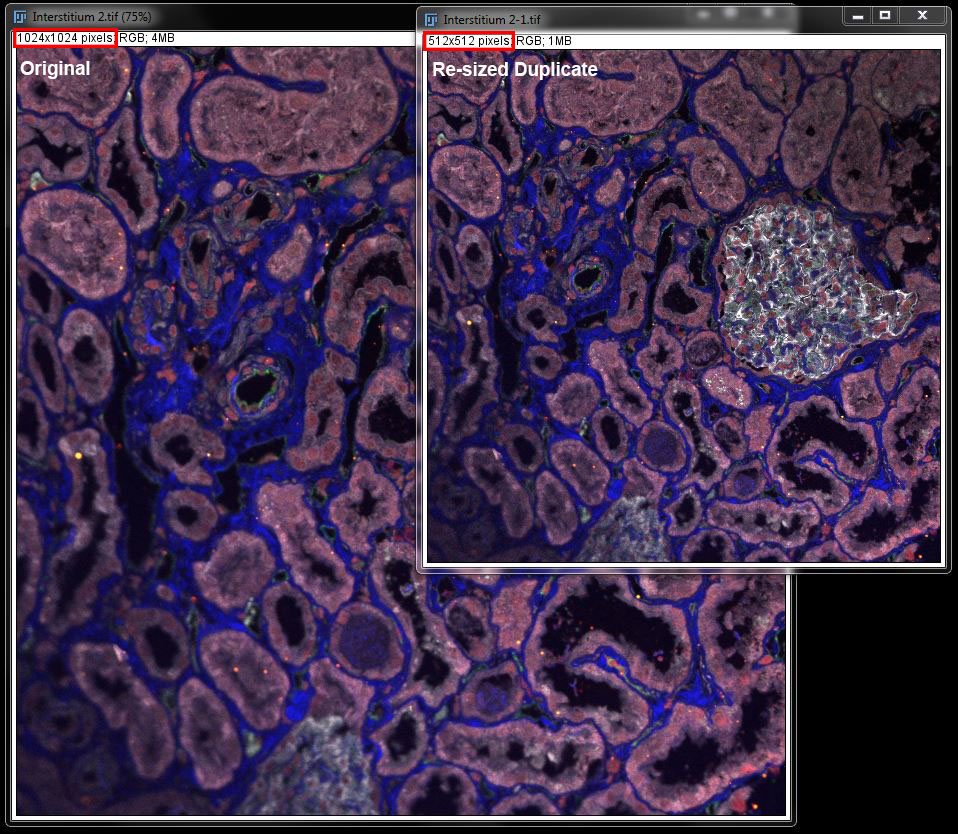 Interstitium 2.tif (75%)
1024x1024 pixels; RGB; 4MB
Original
Interstitium 2-1.tif
512x512 pixels; RGB; 1MB
Re-sized Duplicate